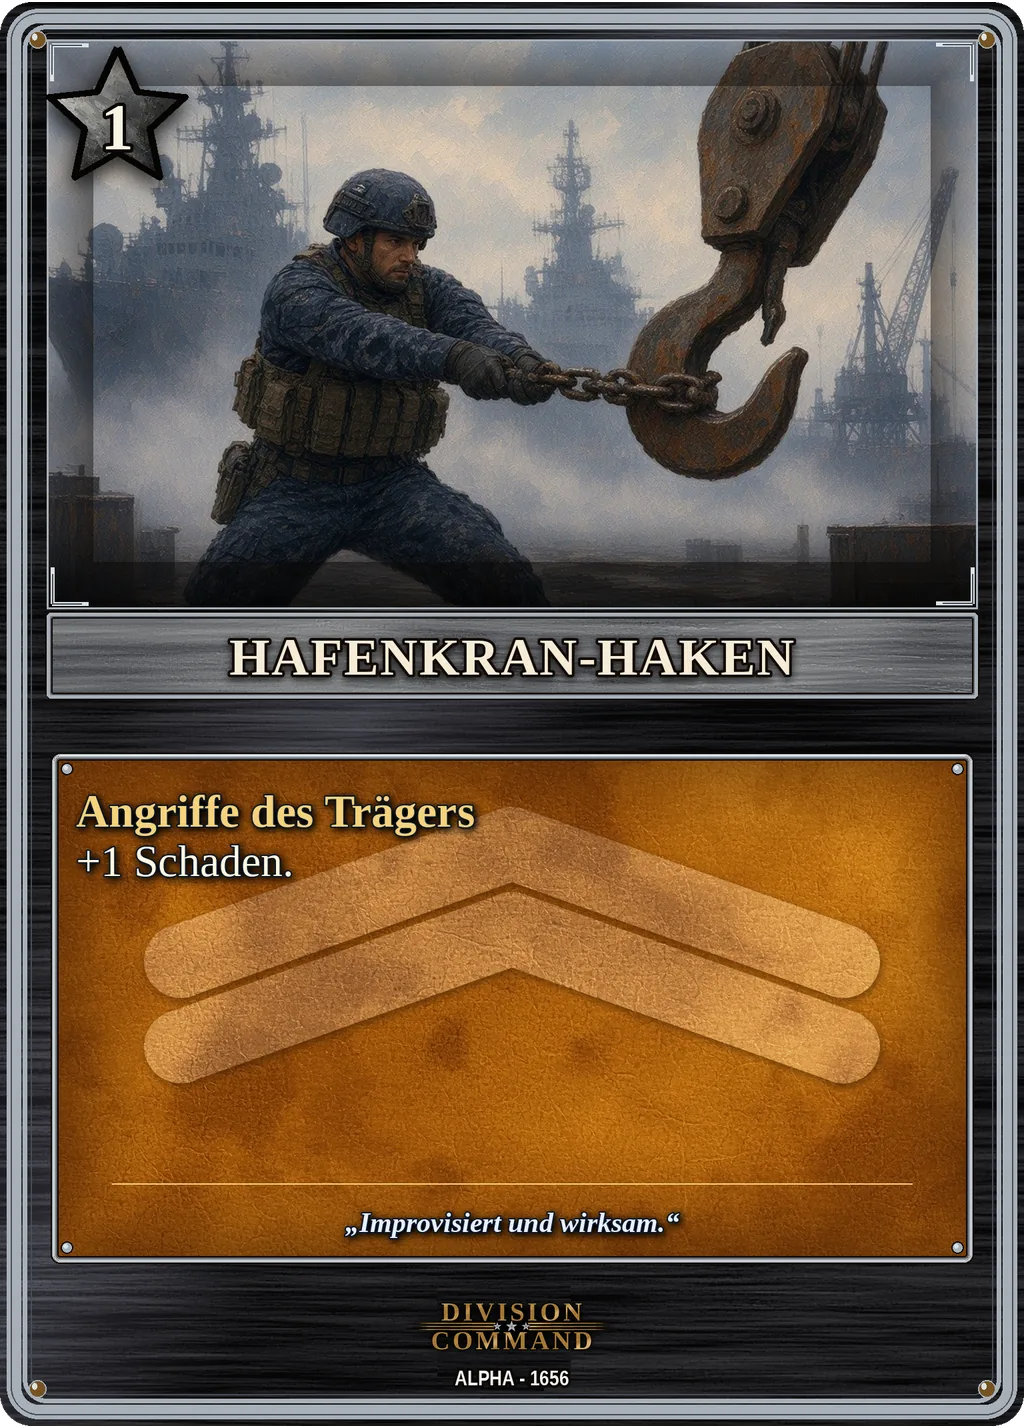 1
HAFENKRAN-HAKEN
Angriffe des Trägers
+1 Schaden.
„Improvisiert und wirksam.“
DIVISION
COMMAND
ALPHA - 1656